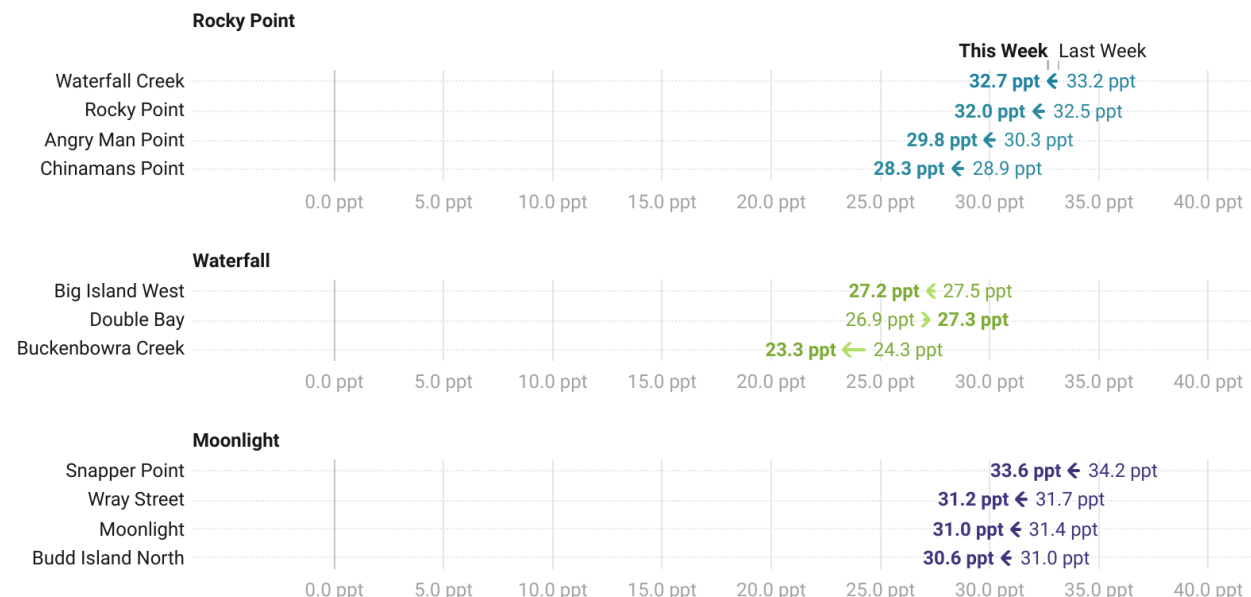 Rocky Point
This Week Last Week
Waterfall Creek 32.7 ppt 33.2 ppt
Rocky Point 32.0 ppt 32.5 ppt
Angry Man Point 29.8 ppt 30.3 ppt
Chinamans Point 28.3 ppt 28.9 ppt
0.0 ppt 5.0 ppt 10.0 ppt 15.0 ppt 20.0 ppt 25.0 ppt 30.0 ppt 35.0 ppt 40.0 ppt
Waterfall
Big Island West 27.2 ppt 27.5 ppt
Double Bay 26.9 ppt 27.3 ppt
Buckenbowra Creek 23.3 ppt 24.3 ppt
0.0 ppt 5.0 ppt 10.0 ppt 15.0 ppt 20.0 ppt 25.0 ppt 30.0 ppt 35.0 ppt 40.0 ppt
Moonlight
Snapper Point 33.6 ppt 34.2 ppt
Wray Street 31.2 ppt 31.7 ppt
Moonlight 31.0 ppt 31.4 ppt
Budd Island North 30.6 ppt 31.0 ppt
0.0 ppt 5.0 ppt 10.0 ppt 15.0 ppt 20.0 ppt 25.0 ppt 30.0 ppt 35.0 ppt 40.0 ppt